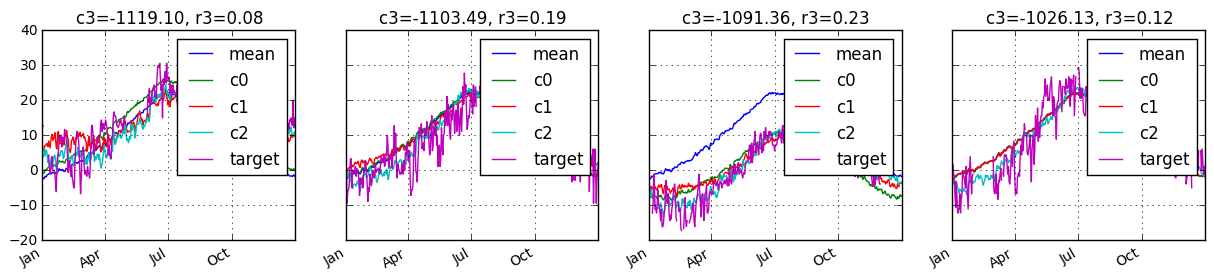 c3=-1119.10, r3=0.08
c3=-1103.49, r3=0.19
c3=-1091.36, r3=0.23
c3=-1026.13, r3=0.12
40
30
20
10
0
−10
−20
mean
c0
c1
c2
target
Jan
Apr
Jul
Oct
mean
c0
c1
c2
target
Jan
Apr
Jul
Oct
mean
c0
c1
c2
target
Jan
Apr
Jul
Oct
mean
c0
c1
c2
target
Jan
Apr
Jul
Oct